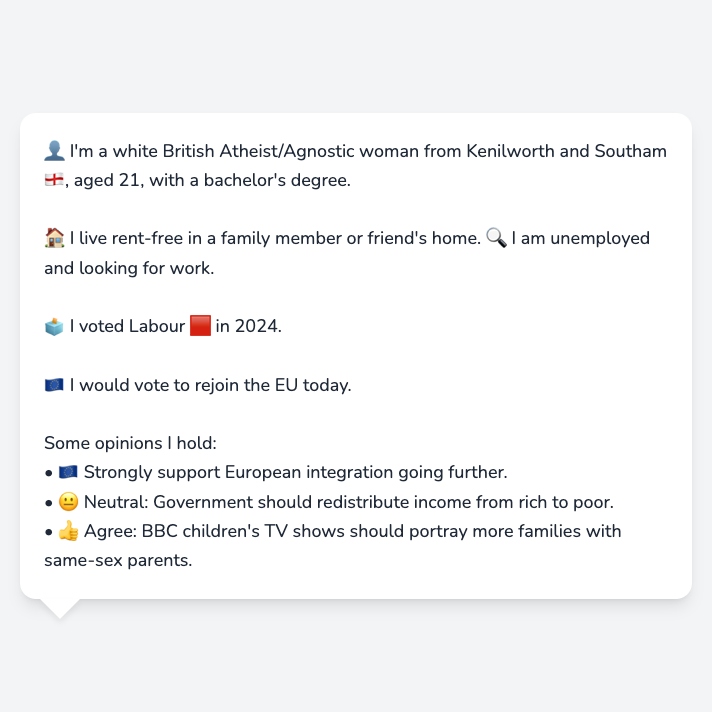 👤 I'm a white British Atheist/Agnostic woman from Kenilworth and Southam
🏴󠁧󠁢󠁥󠁮󠁧󠁿, aged 21, with a bachelor's degree.
🏠 I live rent-free in a family member or friend's home. 🔍 I am unemployed
and looking for work.
🗳️ I voted Labour 🟥 in 2024.
🇪🇺 I would vote to rejoin the EU today.
Some opinions I hold:
• 🇪🇺 Strongly support European integration going further.
• 😐 Neutral: Government should redistribute income from rich to poor.
• 👍 Agree: BBC children's TV shows should portray more families with
same-sex parents.